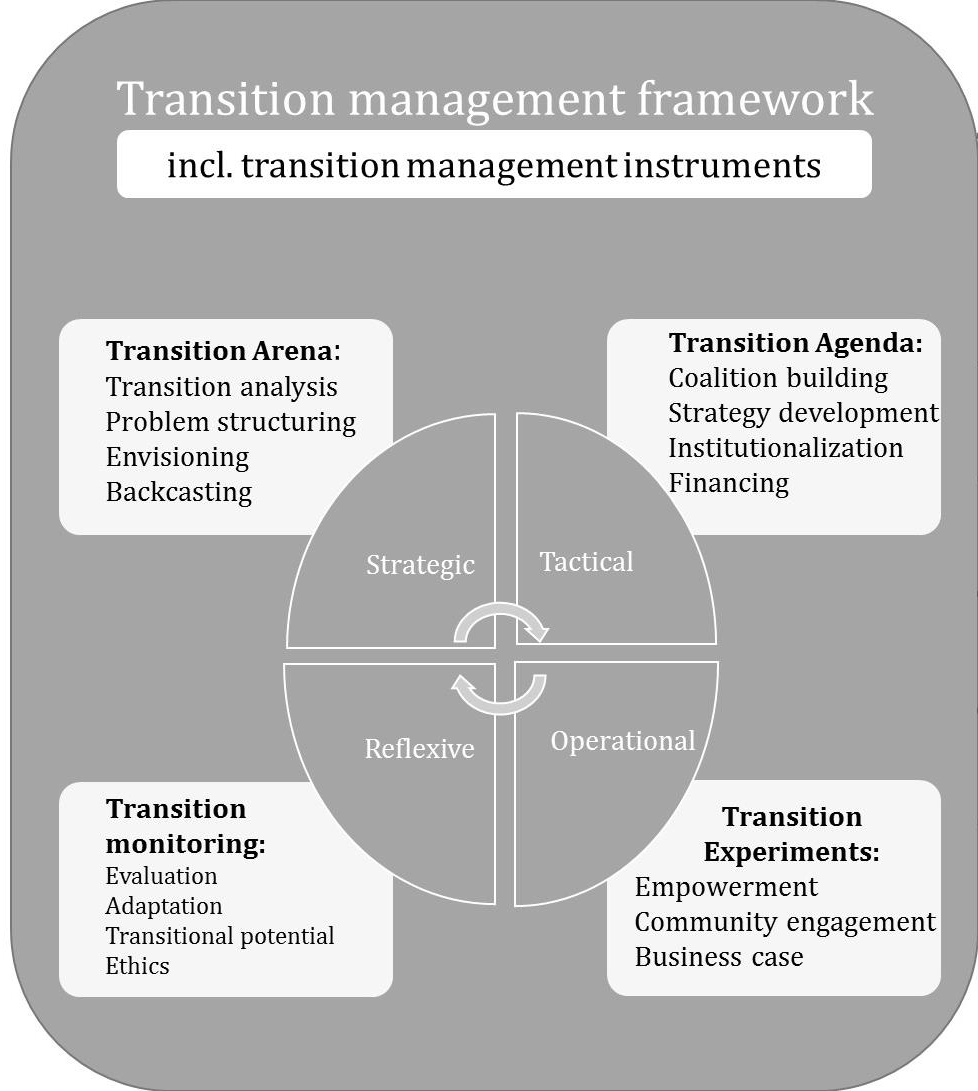 Transition management framework
incl. transition management instruments
Transition Arena:
Transition analysis
Problem structuring
Envisioning
Backcasting
Transition Agenda:
Coalition building
Strategy development
Institutionalization
Financing
Strategic
Tactical
Reflexive
Operational
Transition
monitoring:
Evaluation
Adaptation
Transitional potential
Ethics
Transition
Experiments:
Empowerment
Community engagement
Business case